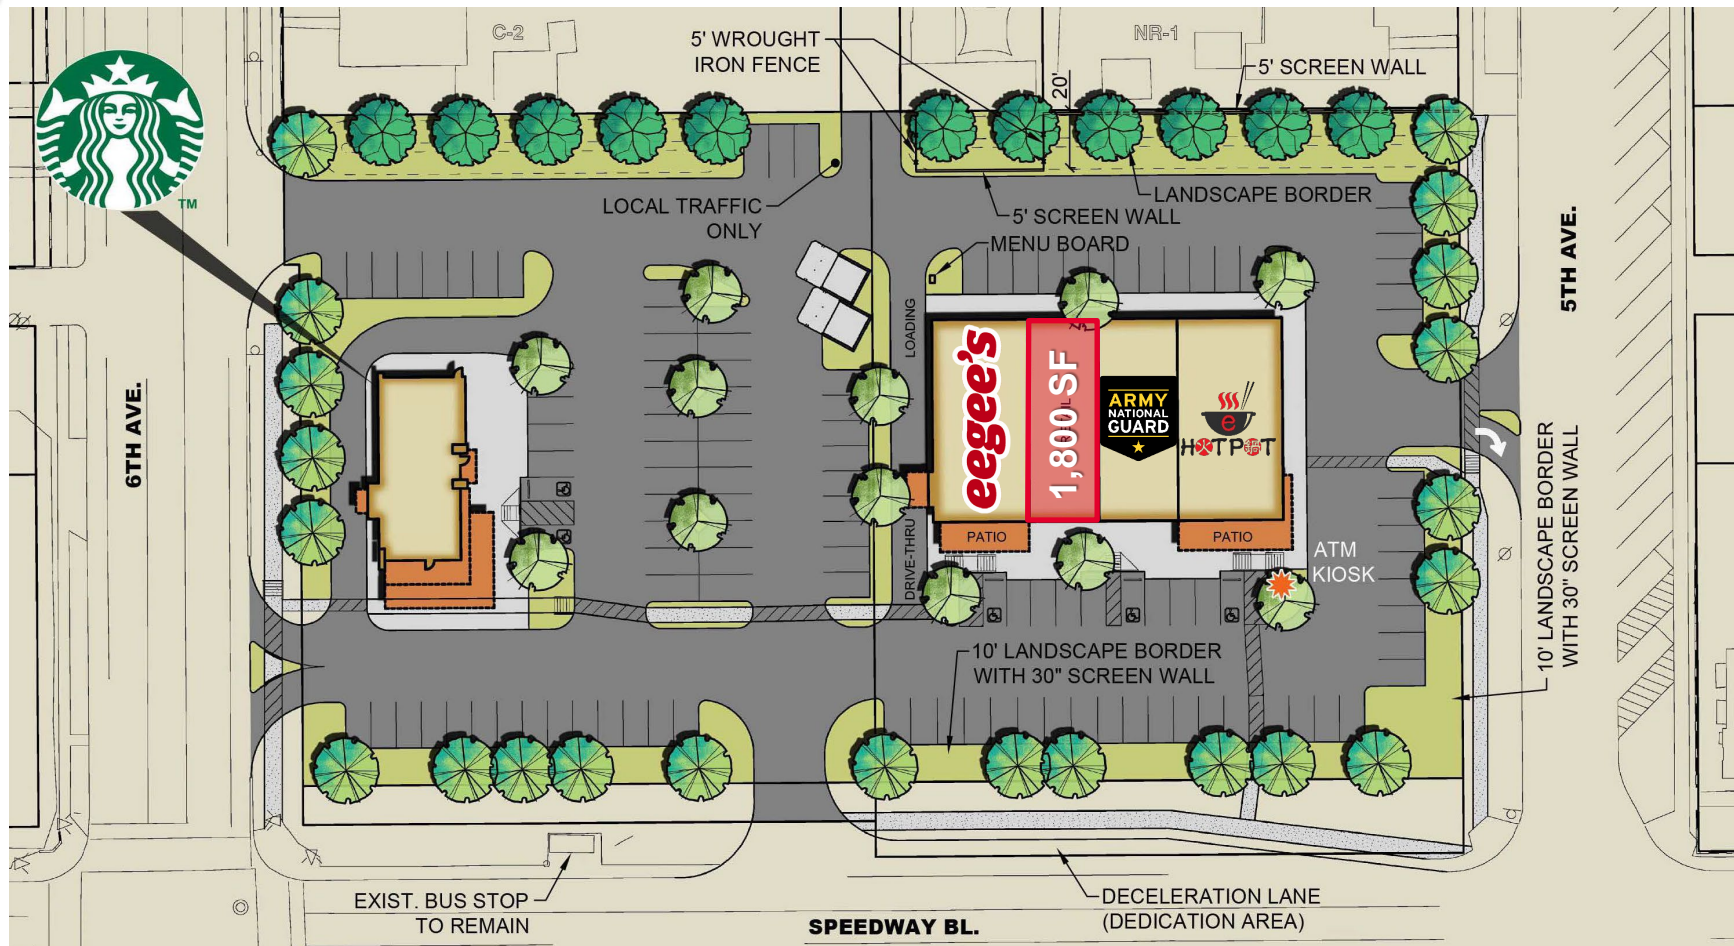 C-2
5' WROUGHT
IRON FENCE
NR-1
5' SCREEN WALL
20'
TM
LOCAL TRAFFIC
ONLY
LANDSCAPE BORDER
5' SCREEN WALL
MENU BOARD
5TH AVE.
6TH AVE.
LOADING
eegee's
1,800 SF
ARMY
NATIONAL
GUARD
e
HOTPOT
DRIVE-THRU
PATIO
PATIO
ATM
KIOSK
10' LANDSCAPE BORDER
WITH 30" SCREEN WALL
10' LANDSCAPE BORDER
WITH 30" SCREEN WALL
EXIST. BUS STOP
TO REMAIN
SPEEDWAY BL.
DECELERATION LANE
(DEDICATION AREA)